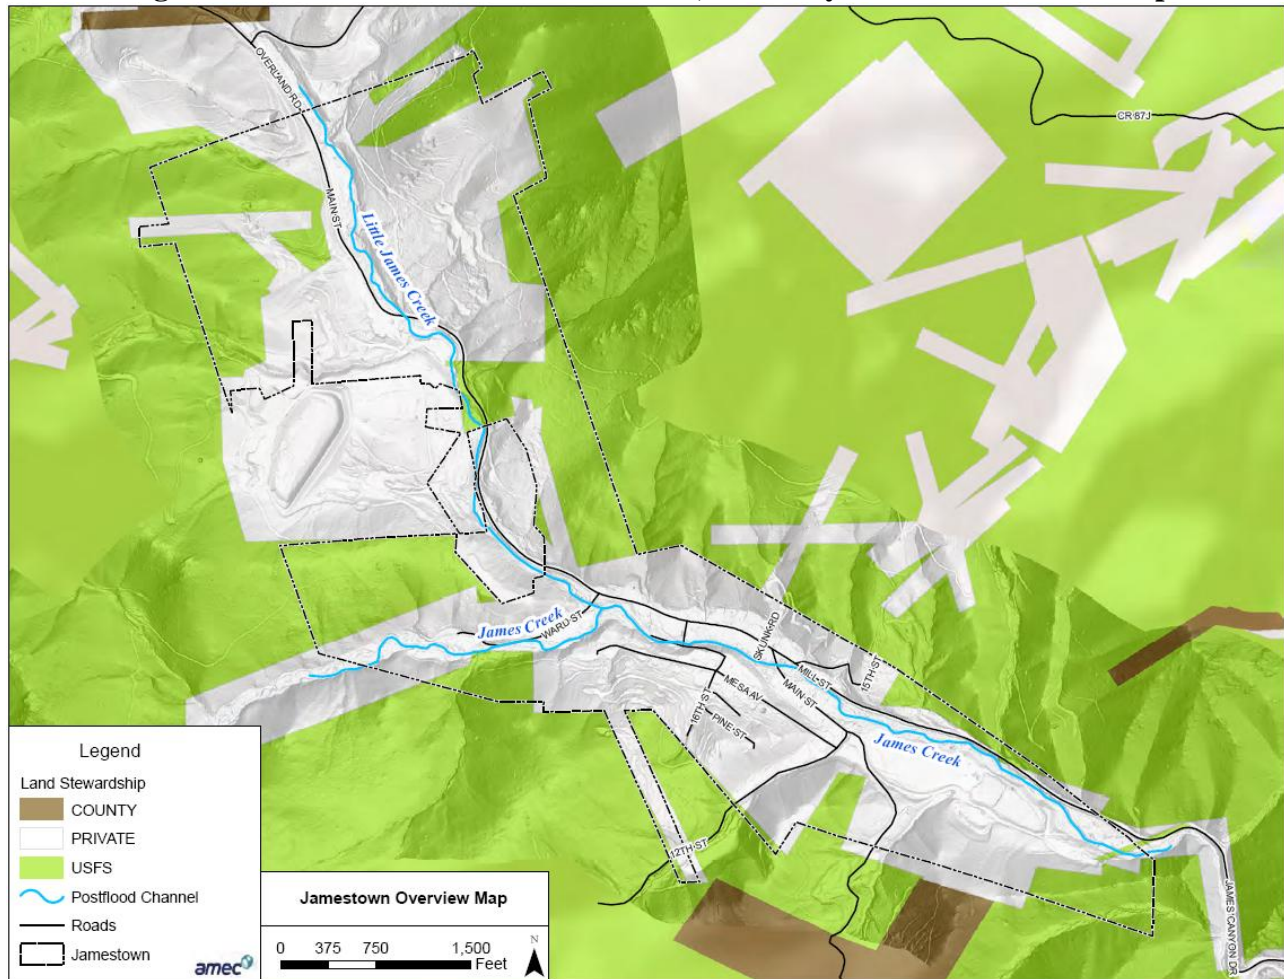 OVERLAND RD
CR 87J
MAIN ST
Little James Creek
James Creek
WARD ST
SKUNK RD
15TH ST
MILL ST
MAIN ST
MESA AV
16TH ST
PINE ST
James Creek
12TH ST
JAMES CANYON DR
Legend
Land Stewardship
COUNTY
PRIVATE
USFS
Postflood Channel
Roads
Jamestown
amec
Jamestown Overview Map
0 375 750 1,500
Feet
N